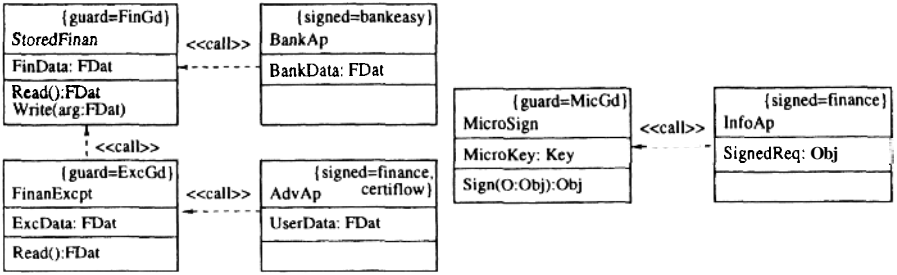 {guard=FinGd}
StoredFinan
FinData: FDat
Read():FDat
Write(arg:FDat)
<<call>>
{signed=bankeasy}
BankAp
BankData: FDat
<<call>>
{guard=ExcGd}
FinanExcpt
ExcData: FDat
Read():FDat
<<call>>
{signed=finance,
certiflow}
AdvAp
UserData: FDat
{guard=MicGd}
MicroSign
MicroKey: Key
Sign(O:Obj):Obj
<<call>>
{signed=finance}
InfoAp
SignedReq: Obj